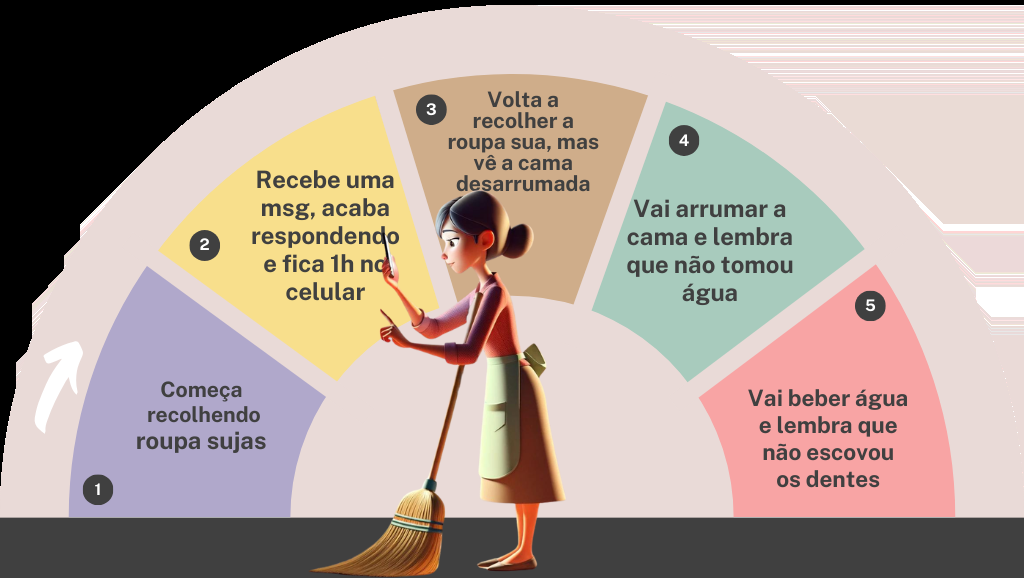 1
Começa
recolhendo
roupa sujas
2
Recebe uma
msg, acaba
respondendo
e fica 1h no
celular
3
Volta a
recolher a
roupa sua, mas
vê a cama
desarrumada
4
Vai arrumar a
cama e lembra
que não tomou
água
5
Vai beber água
e lembra que
não escovou
os dentes